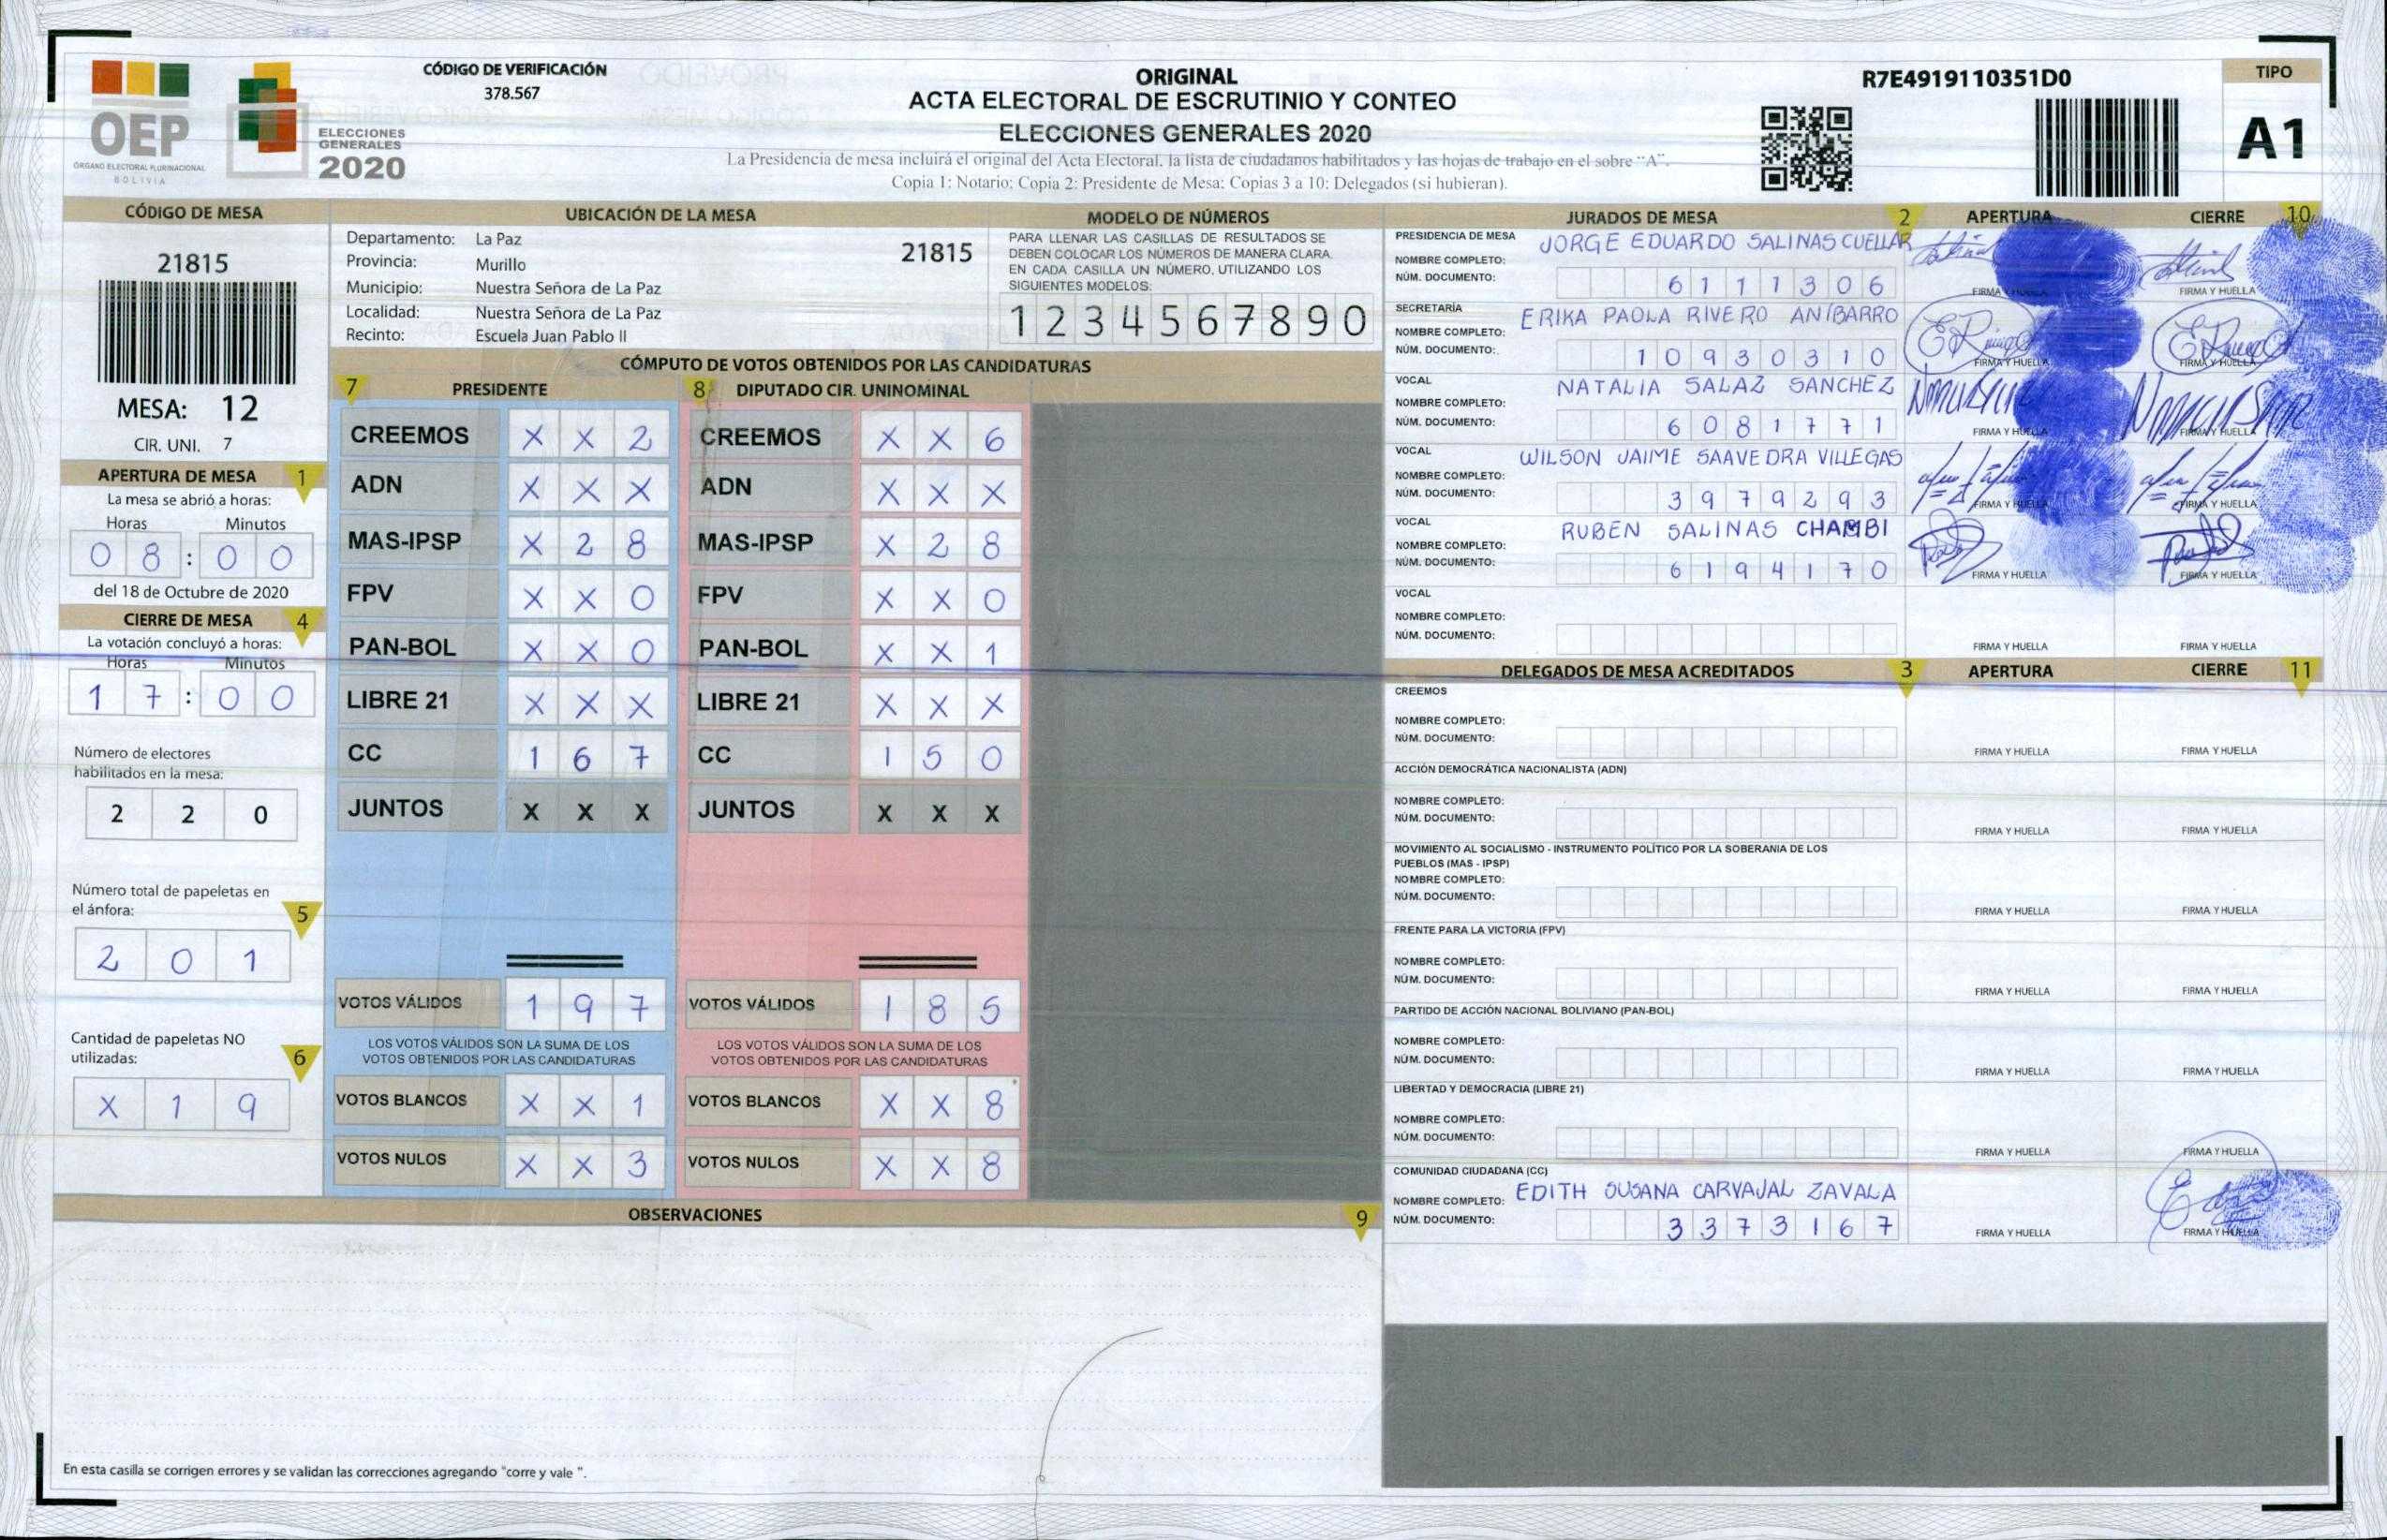 CÓDIGO DE VERIFICACIÓN
378.567
OEP
ÓRGANO ELECTORAL PLURINACIONAL
BOLIVIA
ELECCIONES
GENERALES
2020
ORIGINAL
ACTA ELECTORAL DE ESCRUTINIO Y CONTEO
ELECCIONES GENERALES 2020
La Presidencia de mesa incluirá el original del Acta Electoral, la lista de ciudadanos habilitados y las hojas de trabajo en el sobre "A".
Copia 1: Notario: Copia 2: Presidente de Mesa: Copias 3 a 10: Delegados (si hubieran).
R7E4919110351D0
TIPO
A1
CÓDIGO DE MESA
21815
MESA: 12
CIR. UNI. 7
APERTURA DE MESA 1
La mesa se abrió a horas:
Horas Minutos
0 8 : 0 0
del 18 de Octubre de 2020
CIERRE DE MESA 4
La votación concluyó a horas:
Horas Minutos
1 7 : 0 0
Número de electores
habilitados en la mesa:
2 2 0
Número total de papeletas en
el ánfora: 5
2 0 1
Cantidad de papeletas NO
utilizadas: 6
X 1 9
UBICACIÓN DE LA MESA
Departamento: La Paz
Provincia: Murillo
Municipio: Nuestra Señora de La Paz
Localidad: Nuestra Señora de La Paz
Recinto: Escuela Juan Pablo II
21815
MODELO DE NÚMEROS
PARA LLENAR LAS CASILLAS DE RESULTADOS SE
DEBEN COLOCAR LOS NÚMEROS DE MANERA CLARA.
EN CADA CASILLA UN NÚMERO, UTILIZANDO LOS
SIGUIENTES MODELOS:
1 2 3 4 5 6 7 8 9 0
CÓMPUTO DE VOTOS OBTENIDOS POR LAS CANDIDATURAS
7 PRESIDENTE
CREEMOS X X 2
ADN X X X
MAS-IPSP X 2 8
FPV X X 0
PAN-BOL X X 0
LIBRE 21 X X X
CC 1 6 7
JUNTOS X X X
VOTOS VÁLIDOS 1 9 7
LOS VOTOS VÁLIDOS SON LA SUMA DE LOS
VOTOS OBTENIDOS POR LAS CANDIDATURAS
VOTOS BLANCOS X X 1
VOTOS NULOS X X 3
8 DIPUTADO CIR. UNINOMINAL
CREEMOS X X 6
ADN X X X
MAS-IPSP X 2 8
FPV X X 0
PAN-BOL X X 1
LIBRE 21 X X X
CC 1 5 0
JUNTOS X X X
VOTOS VÁLIDOS 1 8 5
LOS VOTOS VÁLIDOS SON LA SUMA DE LOS
VOTOS OBTENIDOS POR LAS CANDIDATURAS
VOTOS BLANCOS X X 8
VOTOS NULOS X X 8
OBSERVACIONES 9
En esta casilla se corrigen errores y se validan las correcciones agregando "corre y vale ".
JURADOS DE MESA 2 APERTURA CIERRE 10
PRESIDENCIA DE MESA
NOMBRE COMPLETO: JORGE EDUARDO SALINAS CUELLAR
NÚM. DOCUMENTO: 6 1 1 1 3 0 6
FIRMA Y HUELLA FIRMA Y HUELLA
SECRETARÍA
NOMBRE COMPLETO: ERIKA PAOLA RIVERO ANÍBARRO
NÚM. DOCUMENTO: 1 0 9 3 0 3 1 0
FIRMA Y HUELLA FIRMA Y HUELLA
VOCAL
NOMBRE COMPLETO: NATALIA SALAZ SANCHEZ
NÚM. DOCUMENTO: 6 0 8 1 7 7 1
FIRMA Y HUELLA FIRMA Y HUELLA
VOCAL
NOMBRE COMPLETO: WILSON JAIME SAAVEDRA VILLEGAS
NÚM. DOCUMENTO: 3 9 7 9 2 9 3
FIRMA Y HUELLA FIRMA Y HUELLA
VOCAL
NOMBRE COMPLETO: RUBEN SALINAS CHAMBI
NÚM. DOCUMENTO: 6 1 9 4 1 7 0
FIRMA Y HUELLA FIRMA Y HUELLA
VOCAL
NOMBRE COMPLETO:
NÚM. DOCUMENTO:
FIRMA Y HUELLA FIRMA Y HUELLA
DELEGADOS DE MESA ACREDITADOS 3 APERTURA CIERRE 11
CREEMOS
NOMBRE COMPLETO:
NÚM. DOCUMENTO:
FIRMA Y HUELLA FIRMA Y HUELLA
ACCIÓN DEMOCRÁTICA NACIONALISTA (ADN)
NOMBRE COMPLETO:
NÚM. DOCUMENTO:
FIRMA Y HUELLA FIRMA Y HUELLA
MOVIMIENTO AL SOCIALISMO - INSTRUMENTO POLÍTICO POR LA SOBERANIA DE LOS
PUEBLOS (MAS - IPSP)
NOMBRE COMPLETO:
NÚM. DOCUMENTO:
FIRMA Y HUELLA FIRMA Y HUELLA
FRENTE PARA LA VICTORIA (FPV)
NOMBRE COMPLETO:
NÚM. DOCUMENTO:
FIRMA Y HUELLA FIRMA Y HUELLA
PARTIDO DE ACCIÓN NACIONAL BOLIVIANO (PAN-BOL)
NOMBRE COMPLETO:
NÚM. DOCUMENTO:
FIRMA Y HUELLA FIRMA Y HUELLA
LIBERTAD Y DEMOCRACIA (LIBRE 21)
NOMBRE COMPLETO:
NÚM. DOCUMENTO:
FIRMA Y HUELLA FIRMA Y HUELLA
COMUNIDAD CIUDADANA (CC)
NOMBRE COMPLETO: EDITH SUSANA CARVAJAL ZAVALA
NÚM. DOCUMENTO: 3 3 7 3 1 6 7
FIRMA Y HUELLA FIRMA Y HUELLA